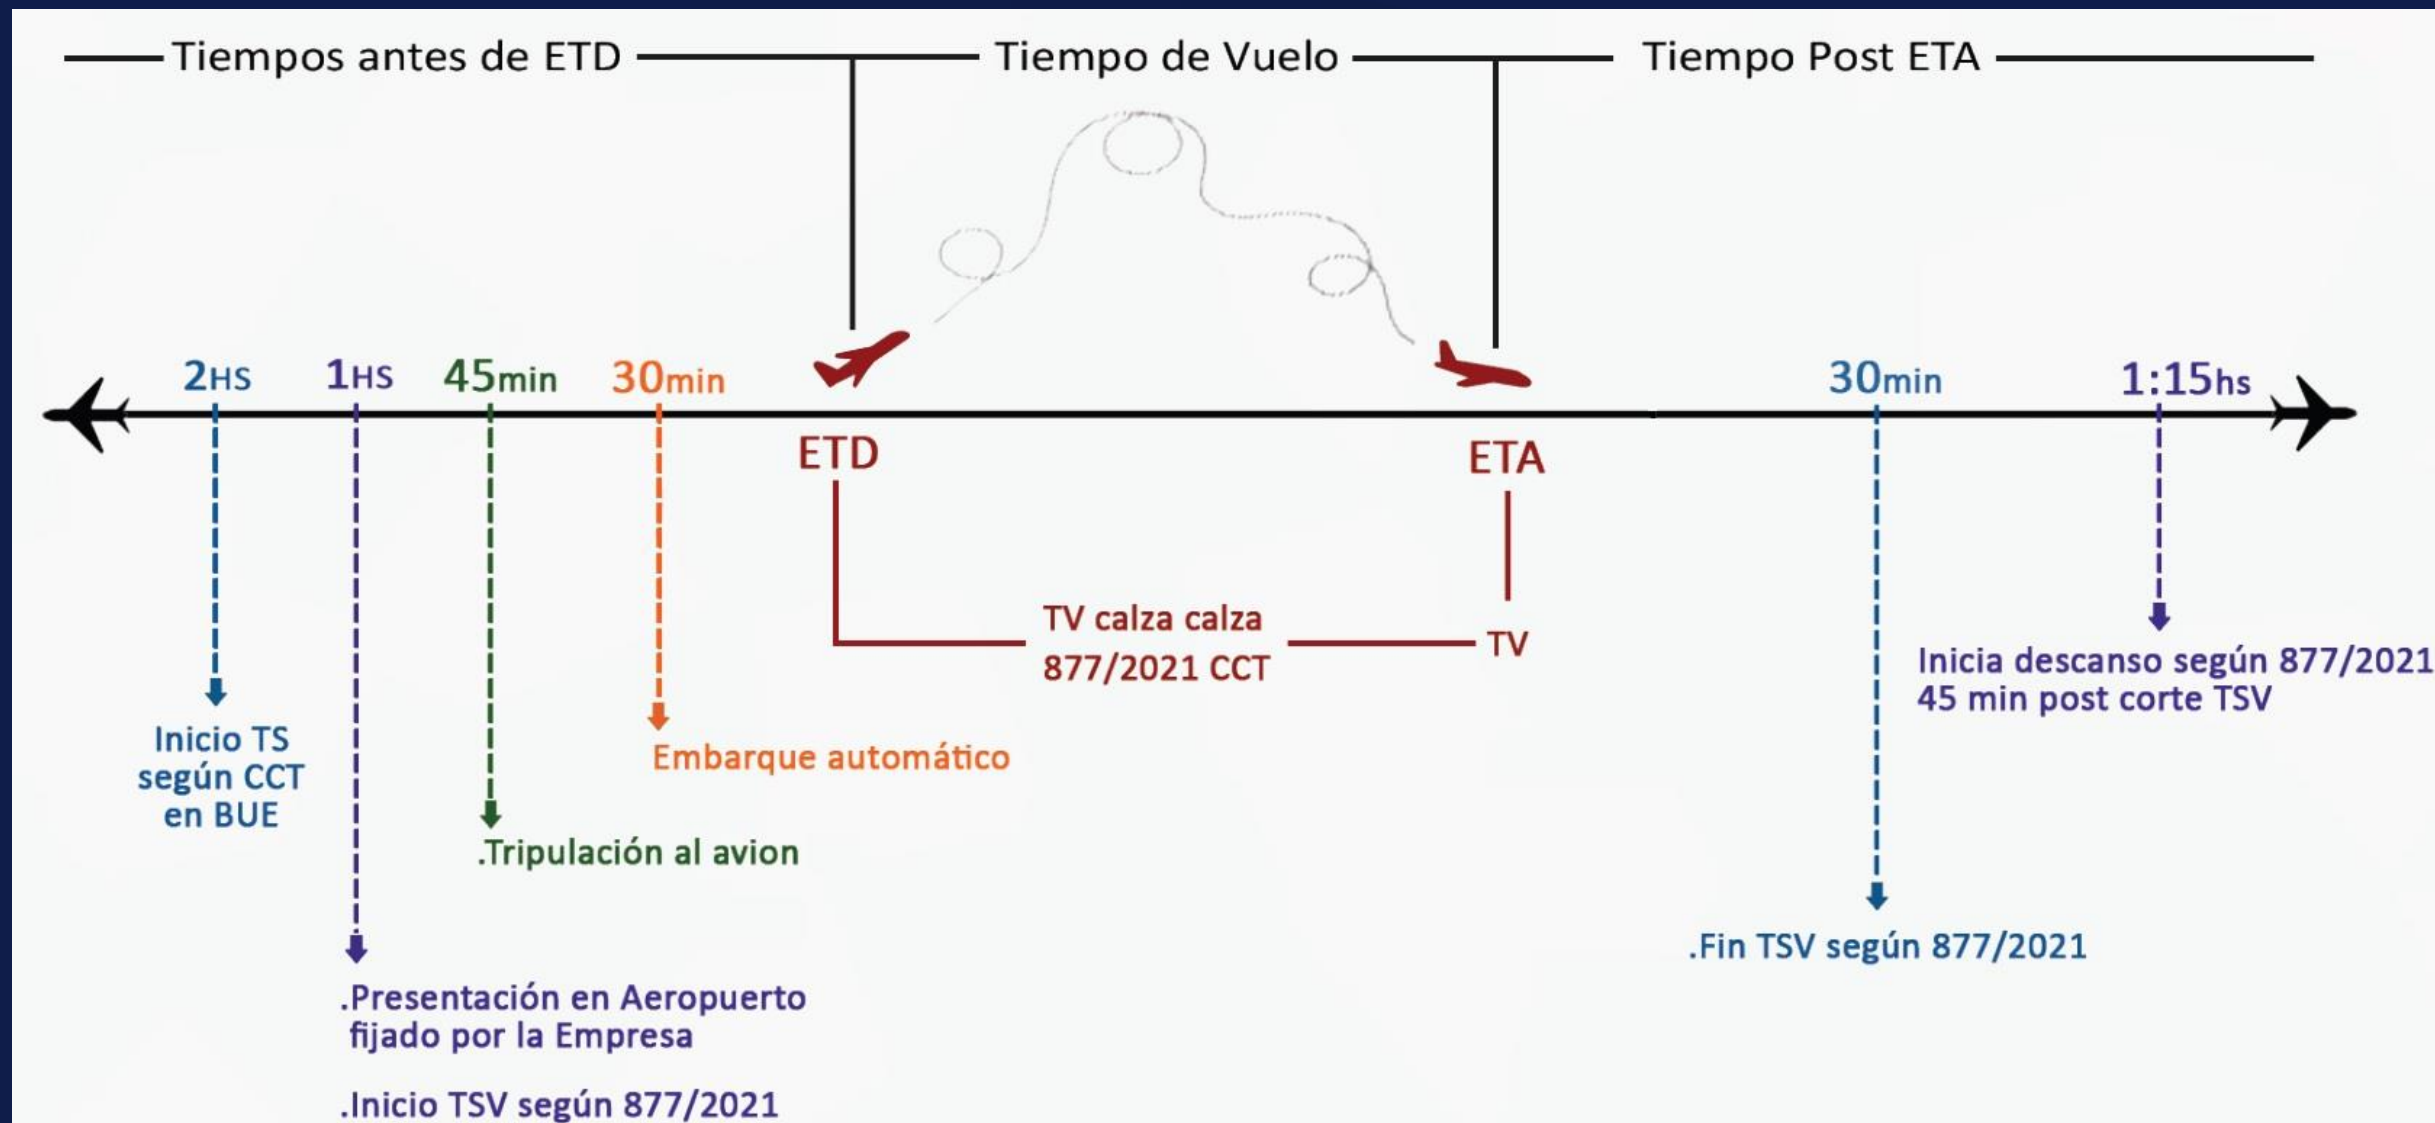 Tiempos antes de ETD
Tiempo de Vuelo
Tiempo Post ETA
2HS
1HS
45min
30min
30min
1:15hs
ETD
ETA
TV calza calza
877/2021 CCT
TV
Inicia descanso según 877/2021
45 min post corte TSV
Inicio TS
según CCT
en BUE
Embarque automático
.Tripulación al avion
.Fin TSV según 877/2021
.Presentación en Aeropuerto
fijado por la Empresa
.Inicio TSV según 877/2021